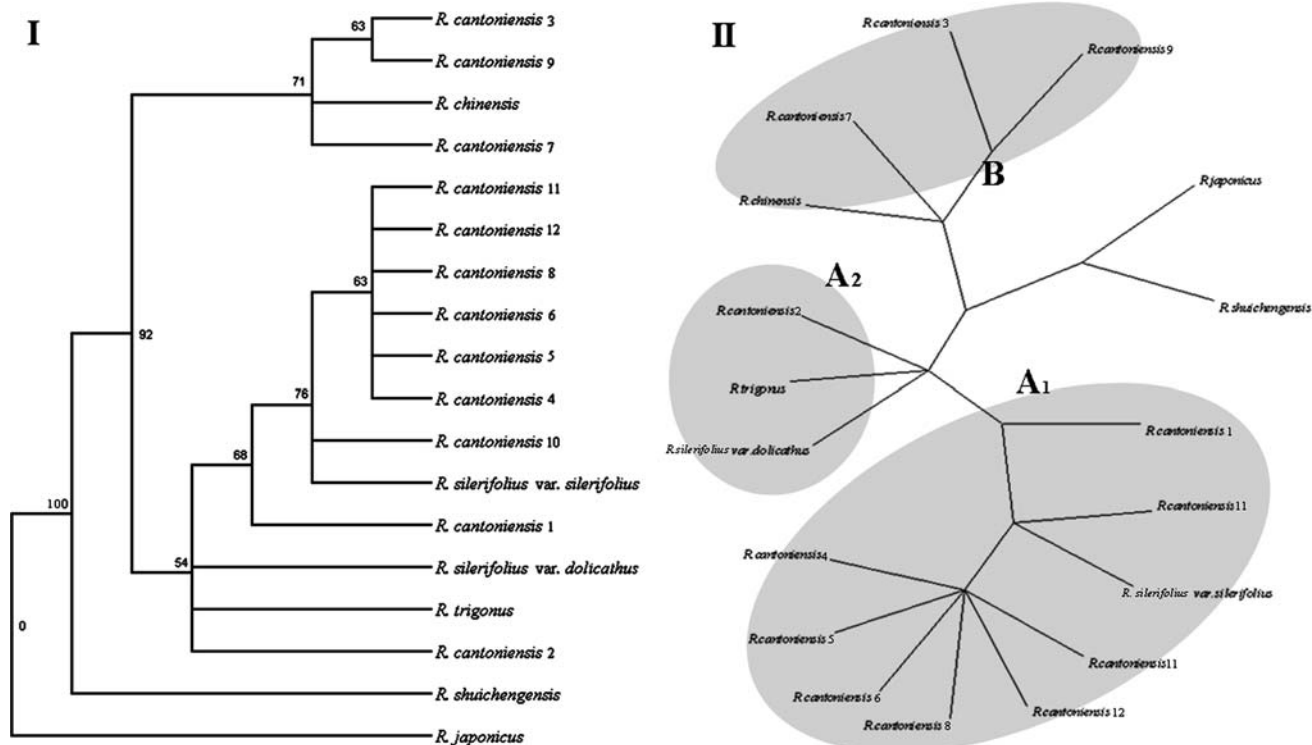 I
R. cantoniensis 3
63
R. cantoniensis 9
71
R. chinensis
R. cantoniensis 7
R. cantoniensis 11
R. cantoniensis 12
R. cantoniensis 8
63
R. cantoniensis 6
92
R. cantoniensis 5
R. cantoniensis 4
76
R. cantoniensis 10
68
R. silerifolius var. silerifolius
100
R. cantoniensis 1
54
R. silerifolius var. dolicathus
R. trigonus
0
R. cantoniensis 2
R. shuichengensis
R. japonicus
II
R.cantoniensis 3
R.cantoniensis 9
R.cantoniensis 7
B
R.japonicus
R.chinensis
A2
R.cantoniensis 2
R.shuichengensis
R.trigonus
A1
R.silerifolius var.dolicathus
R.cantoniensis 1
R.cantoniensis 11
R.cantoniensis 4
R. silerifolius var.silerifolius
R.cantoniensis 5
R.cantoniensis 11
R.cantoniensis 6
R.cantoniensis 12
R.cantoniensis 8